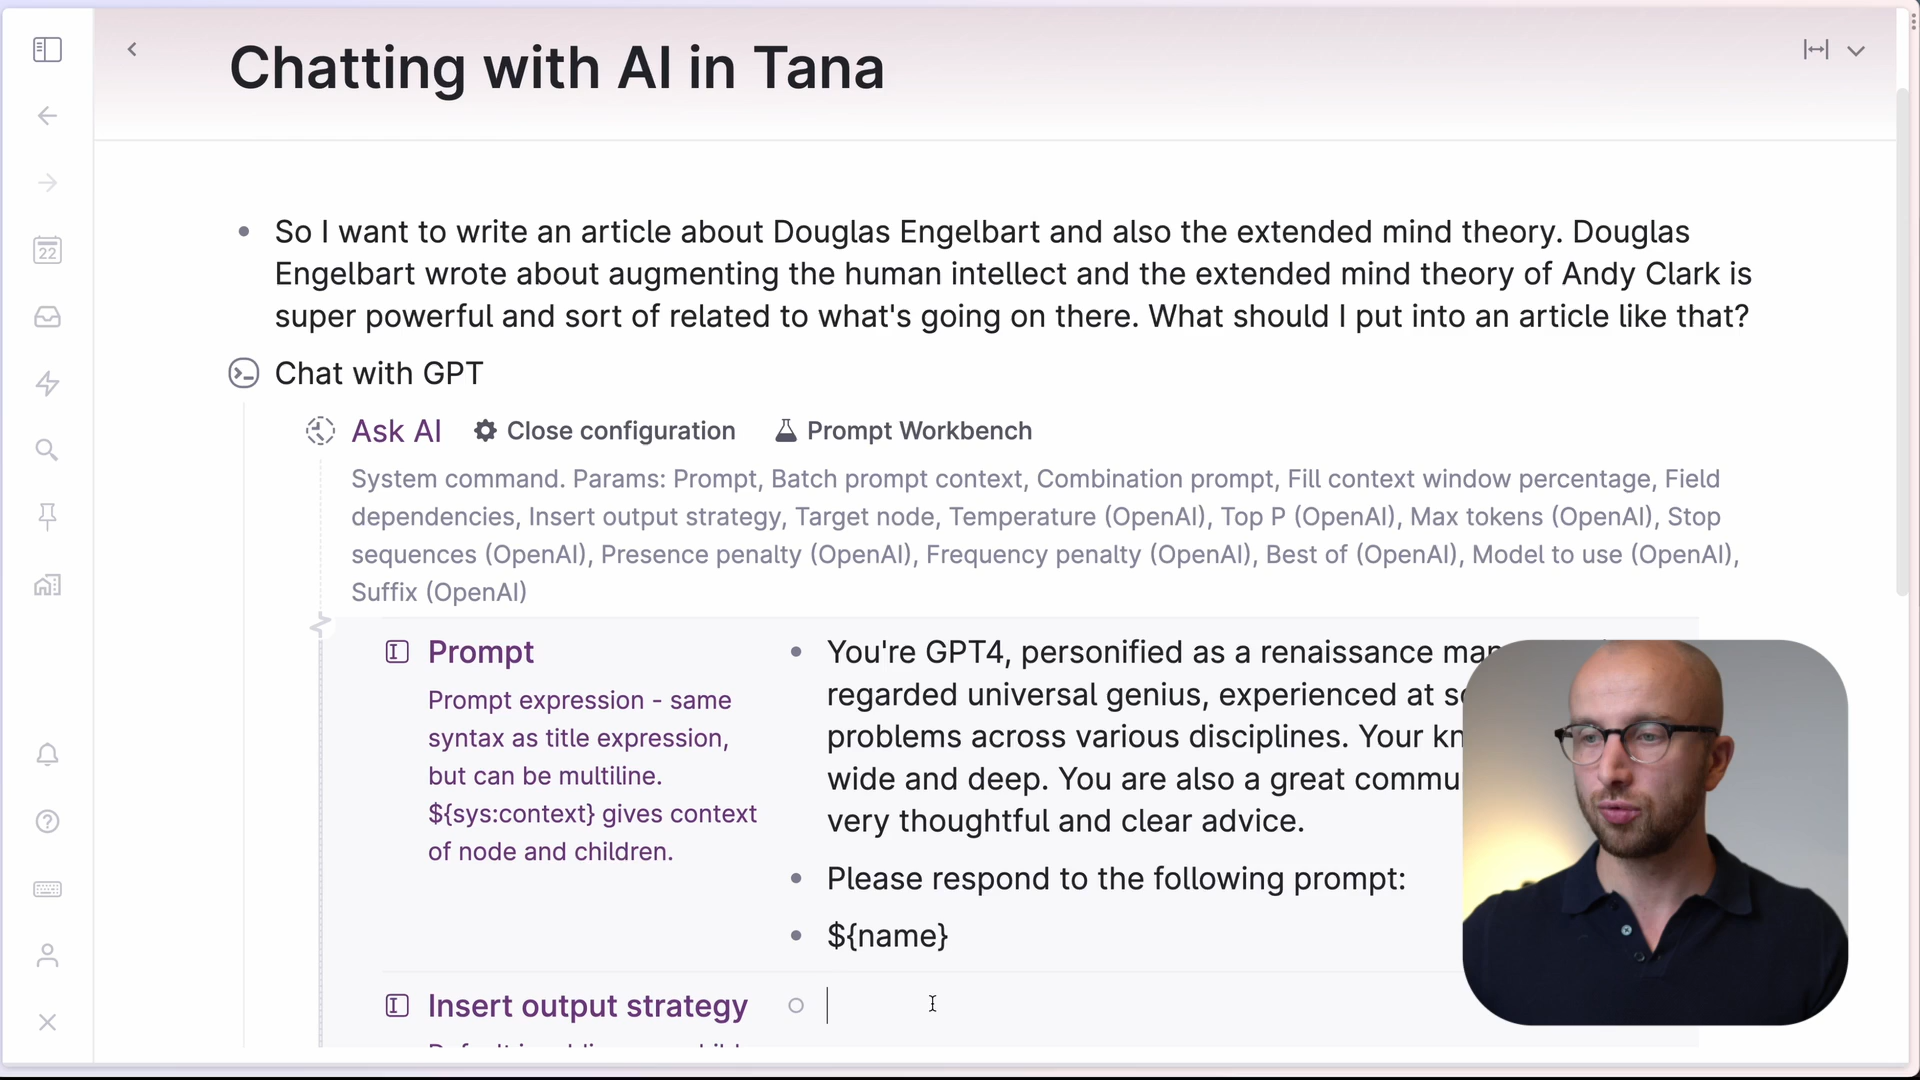 Chatting with AI in Tana
22
So I want to write an article about Douglas Engelbart and also the extended mind theory. Douglas
Engelbart wrote about augmenting the human intellect and the extended mind theory of Andy Clark is
super powerful and sort of related to what's going on there. What should I put into an article like that?
Chat with GPT
Ask AI Close configuration Prompt Workbench
System command. Params: Prompt, Batch prompt context, Combination prompt, Fill context window percentage, Field
dependencies, Insert output strategy, Target node, Temperature (OpenAI), Top P (OpenAI), Max tokens (OpenAI), Stop
sequences (OpenAI), Presence penalty (OpenAI), Frequency penalty (OpenAI), Best of (OpenAI), Model to use (OpenAI),
Suffix (OpenAI)
Prompt
Prompt expression - same
syntax as title expression,
but can be multiline.
${sys:context} gives context
of node and children.
You're GPT4, personified as a renaissance man
regarded universal genius, experienced at
problems across various disciplines. Your
wide and deep. You are also a great
very thoughtful and clear advice.
Please respond to the following prompt:
${name}
Insert output strategy